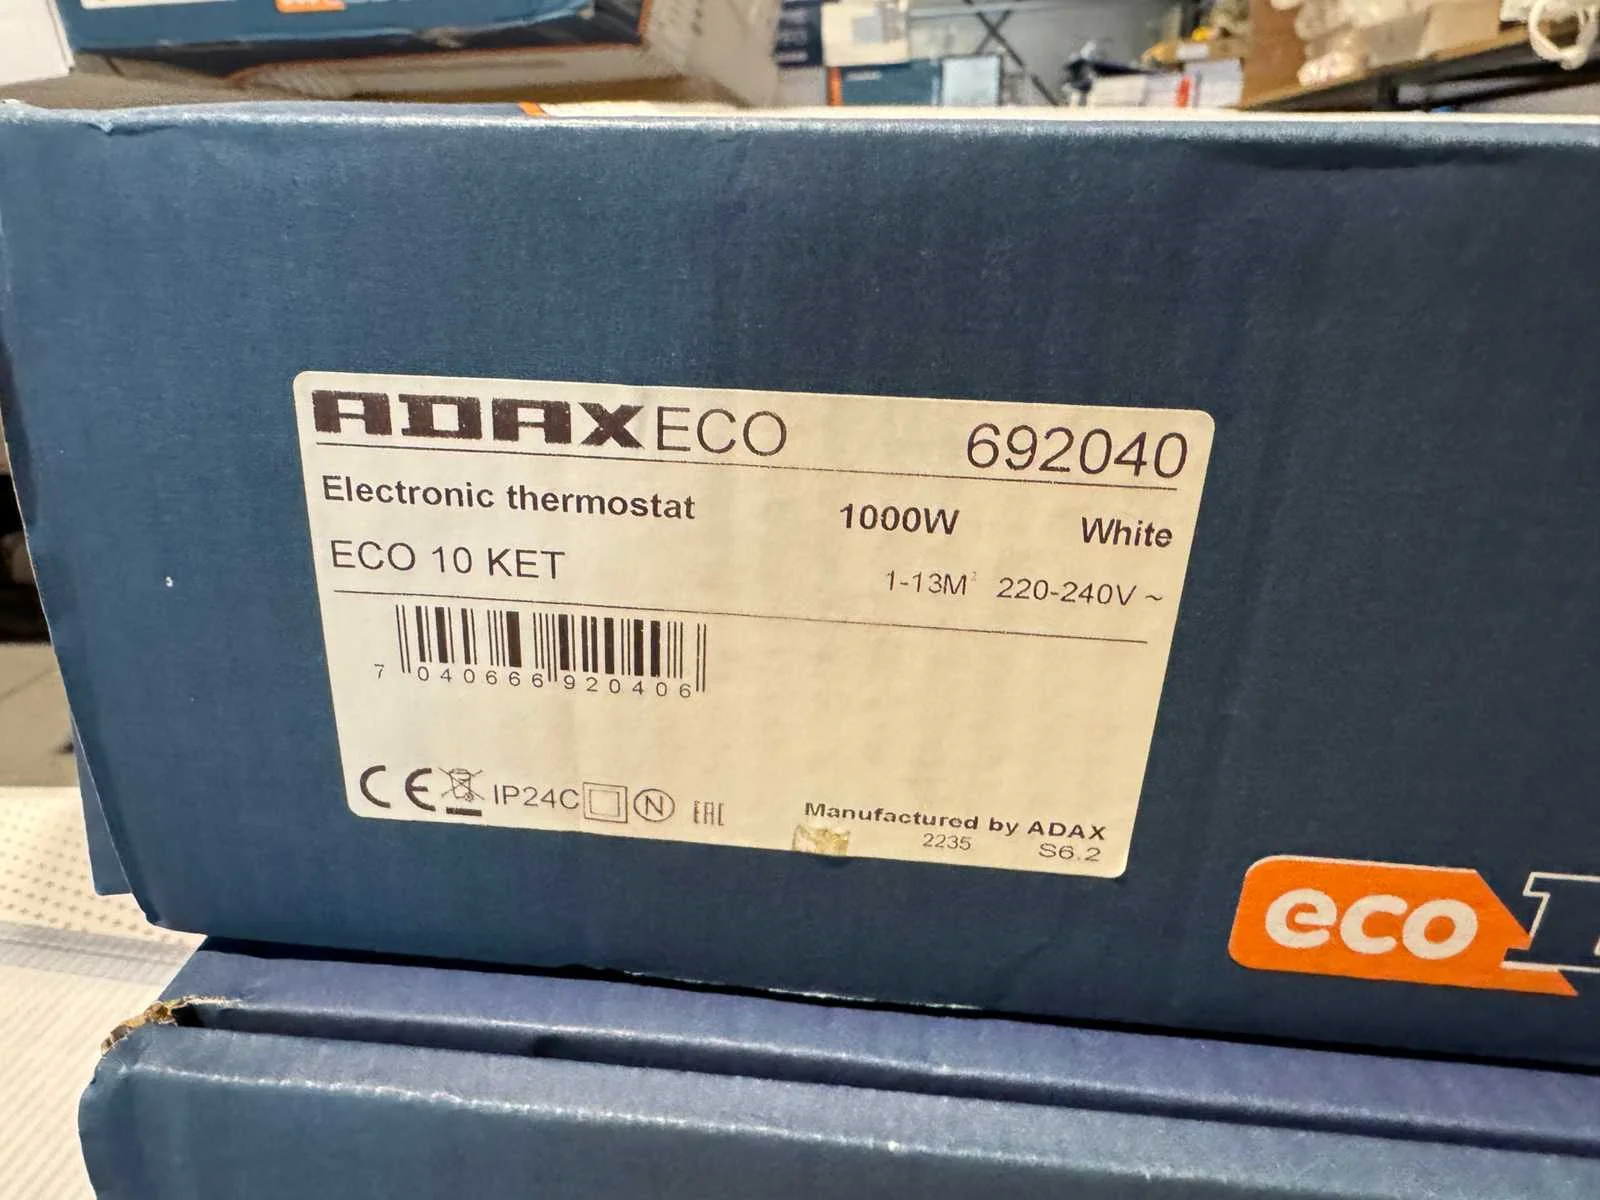 ADAX ECO 692040
Electronic thermostat 1000W White
ECO 10 KET 1-13M² 220-240V ~
7 040666 920406
CE IP24C N EAC
Manufactured by ADAX
2235 S6.2
eco